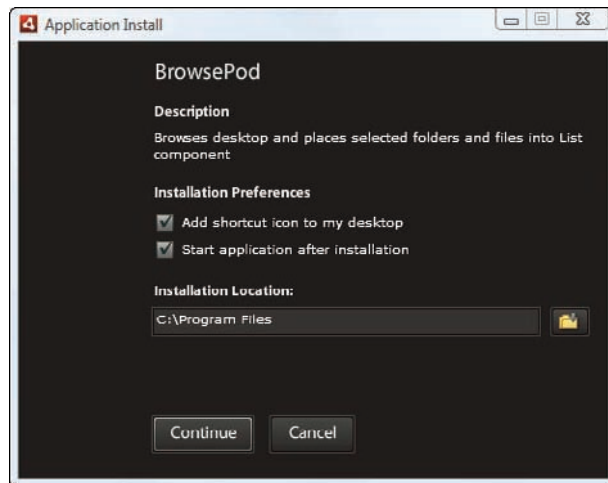 Application Install
BrowsePod
Description
Browses desktop and places selected folders and files into List
component
Installation Preferences
Add shortcut icon to my desktop
Start application after installation
Installation Location:
C:\Program Files
Continue
Cancel